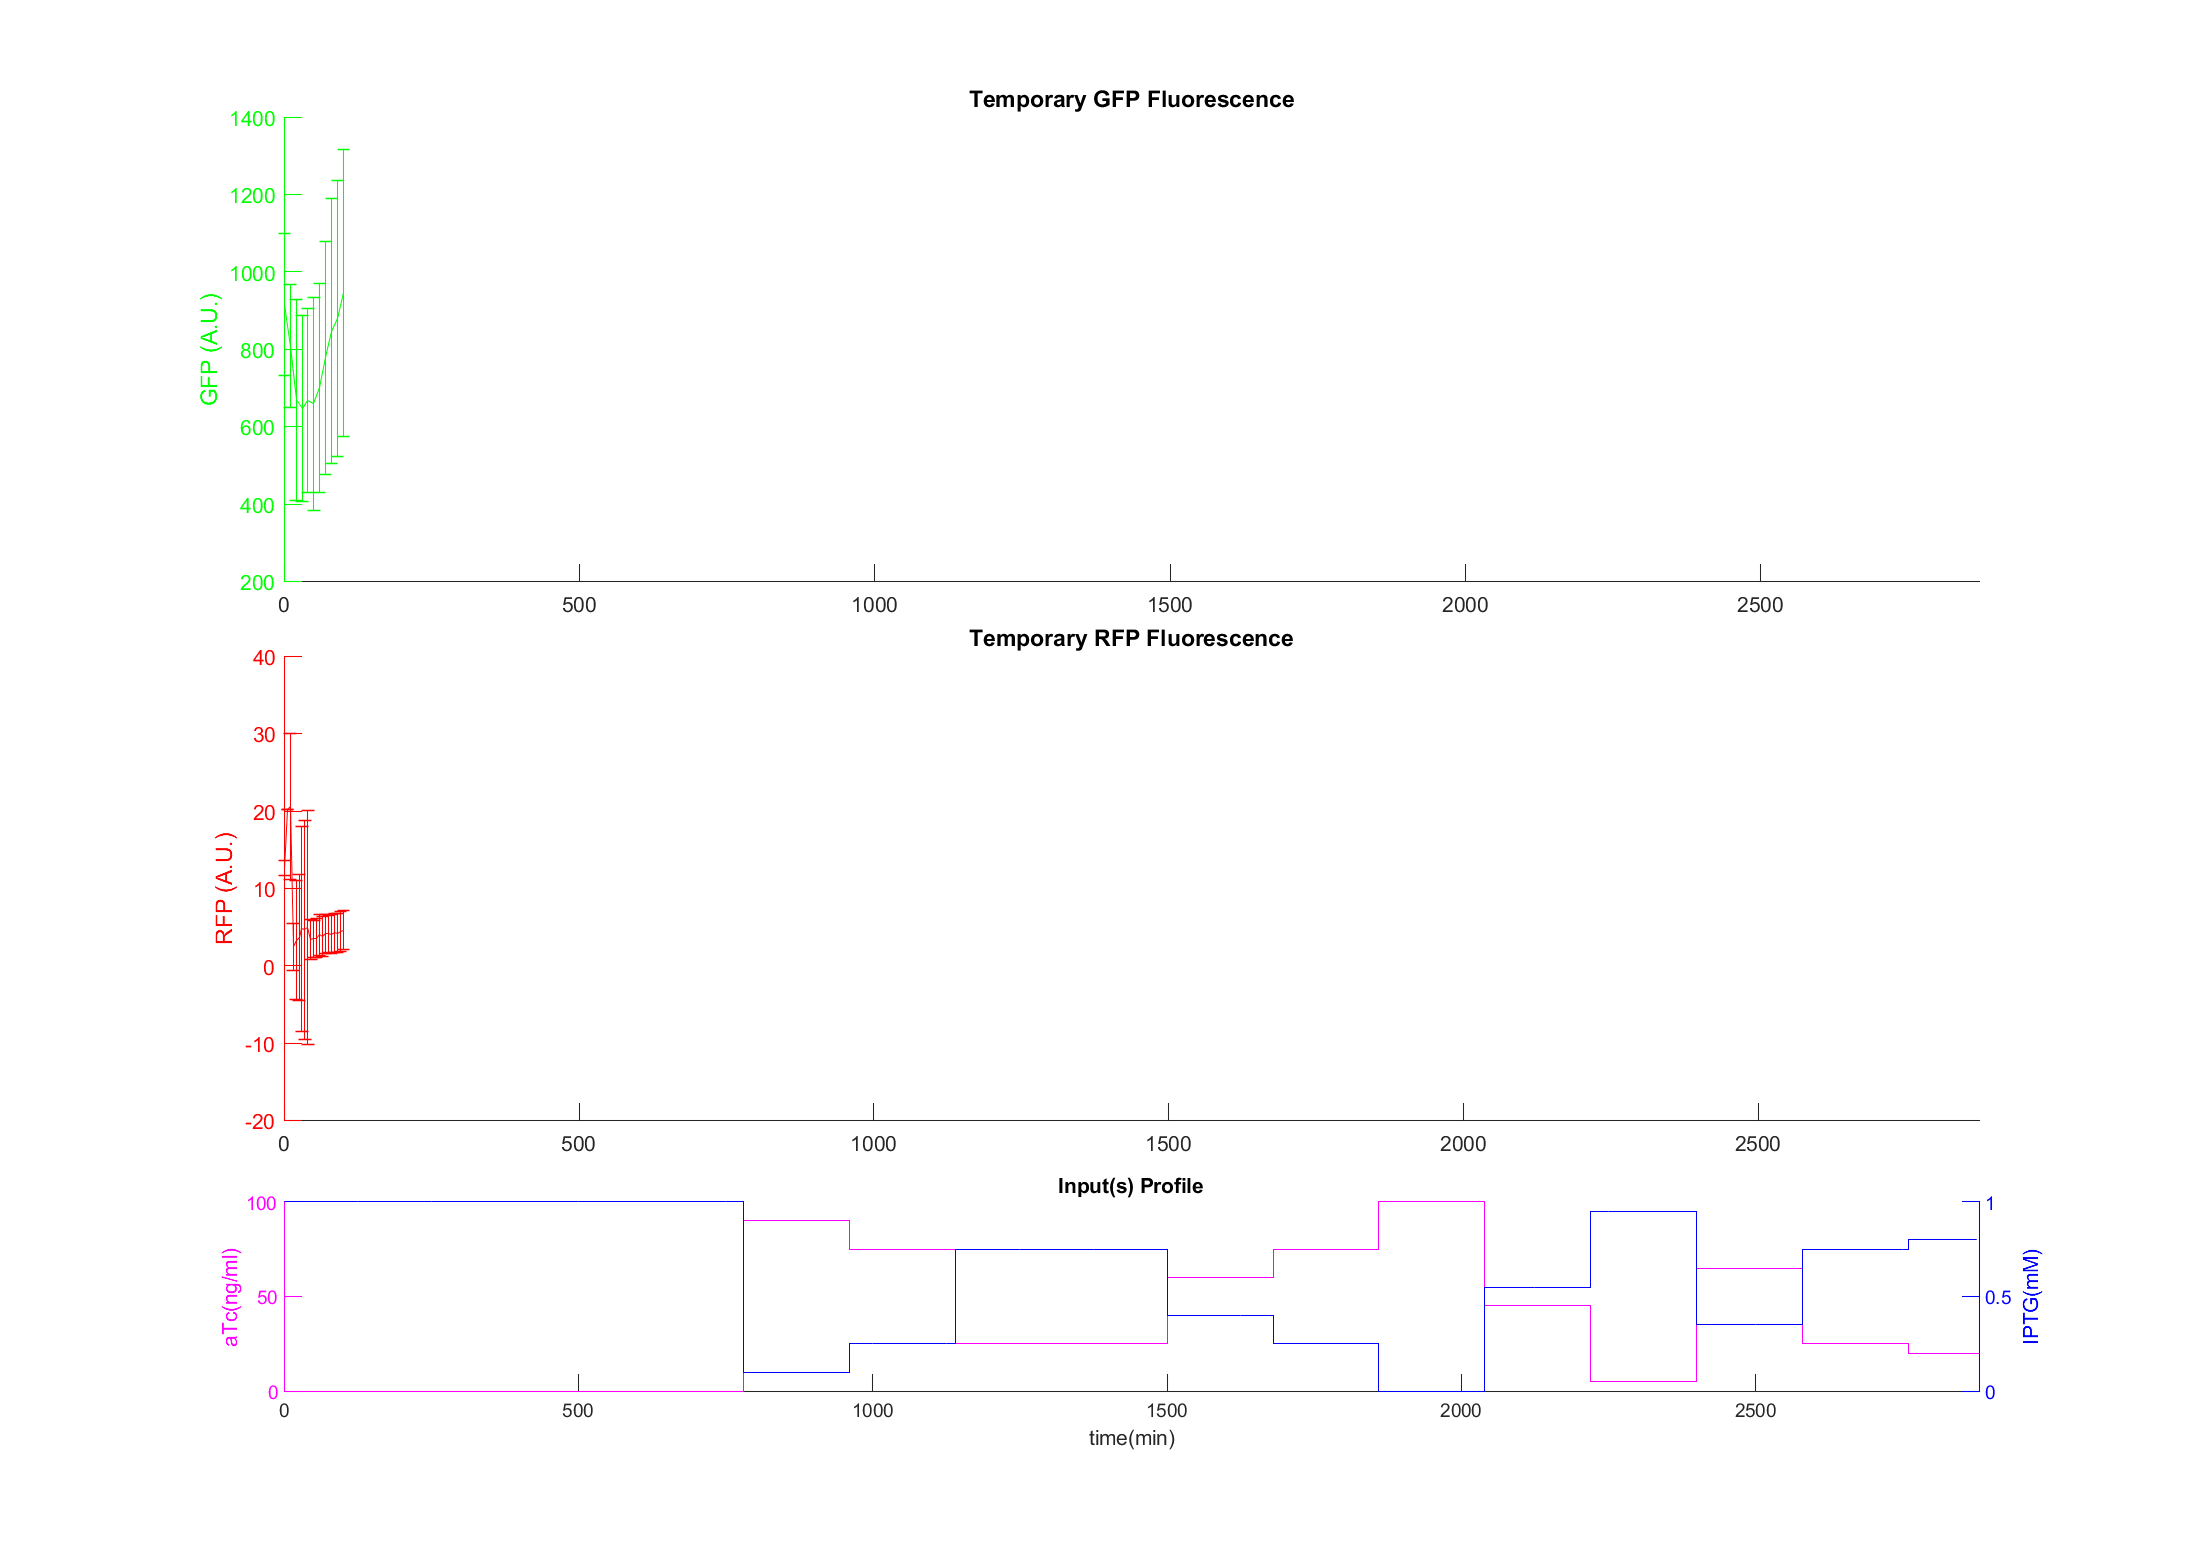 Temporary GFP Fluorescence
1400
1200
1000
800
600
400
200
GFP (A.U.)
0 500 1000 1500 2000 2500
Temporary RFP Fluorescence
40
30
20
10
0
-10
-20
RFP (A.U.)
0 500 1000 1500 2000 2500
Input(s) Profile
100
50
0
aTc(ng/ml)
1
0.5
0
IPTG(mM)
0 500 1000 1500 2000 2500
time(min)